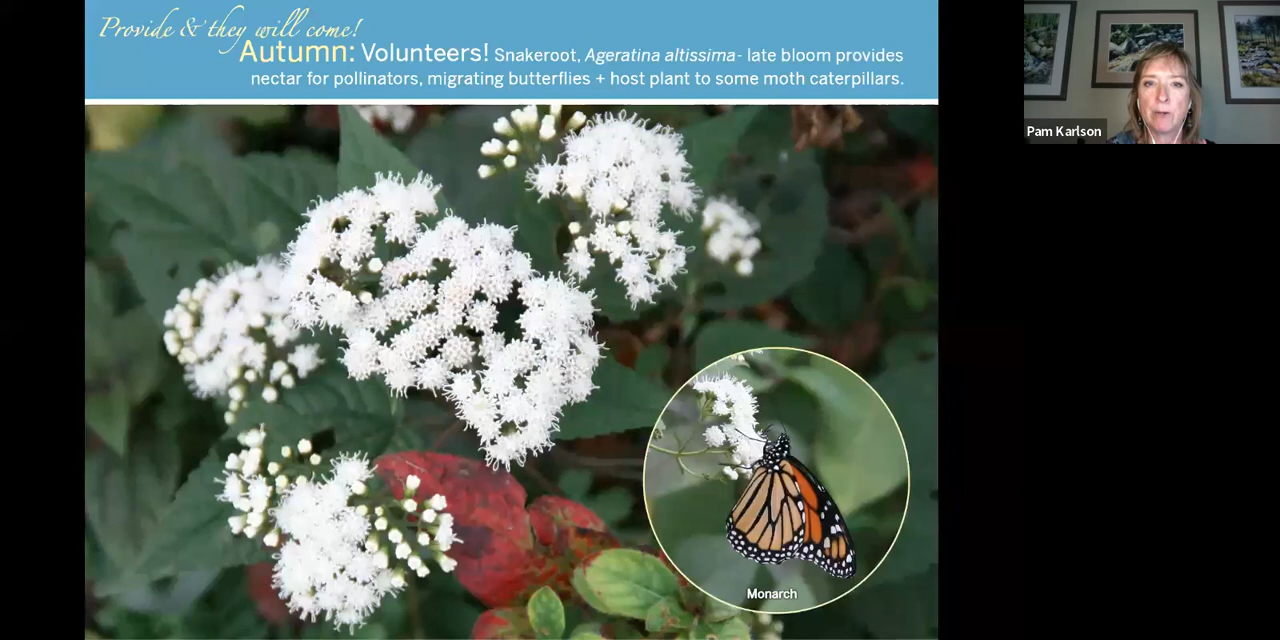 Provide & they will come!
Autumn: Volunteers! Snakeroot, Ageratina altissima- late bloom provides
nectar for pollinators, migrating butterflies + host plant to some moth caterpillars.
Pam Karlson
Monarch